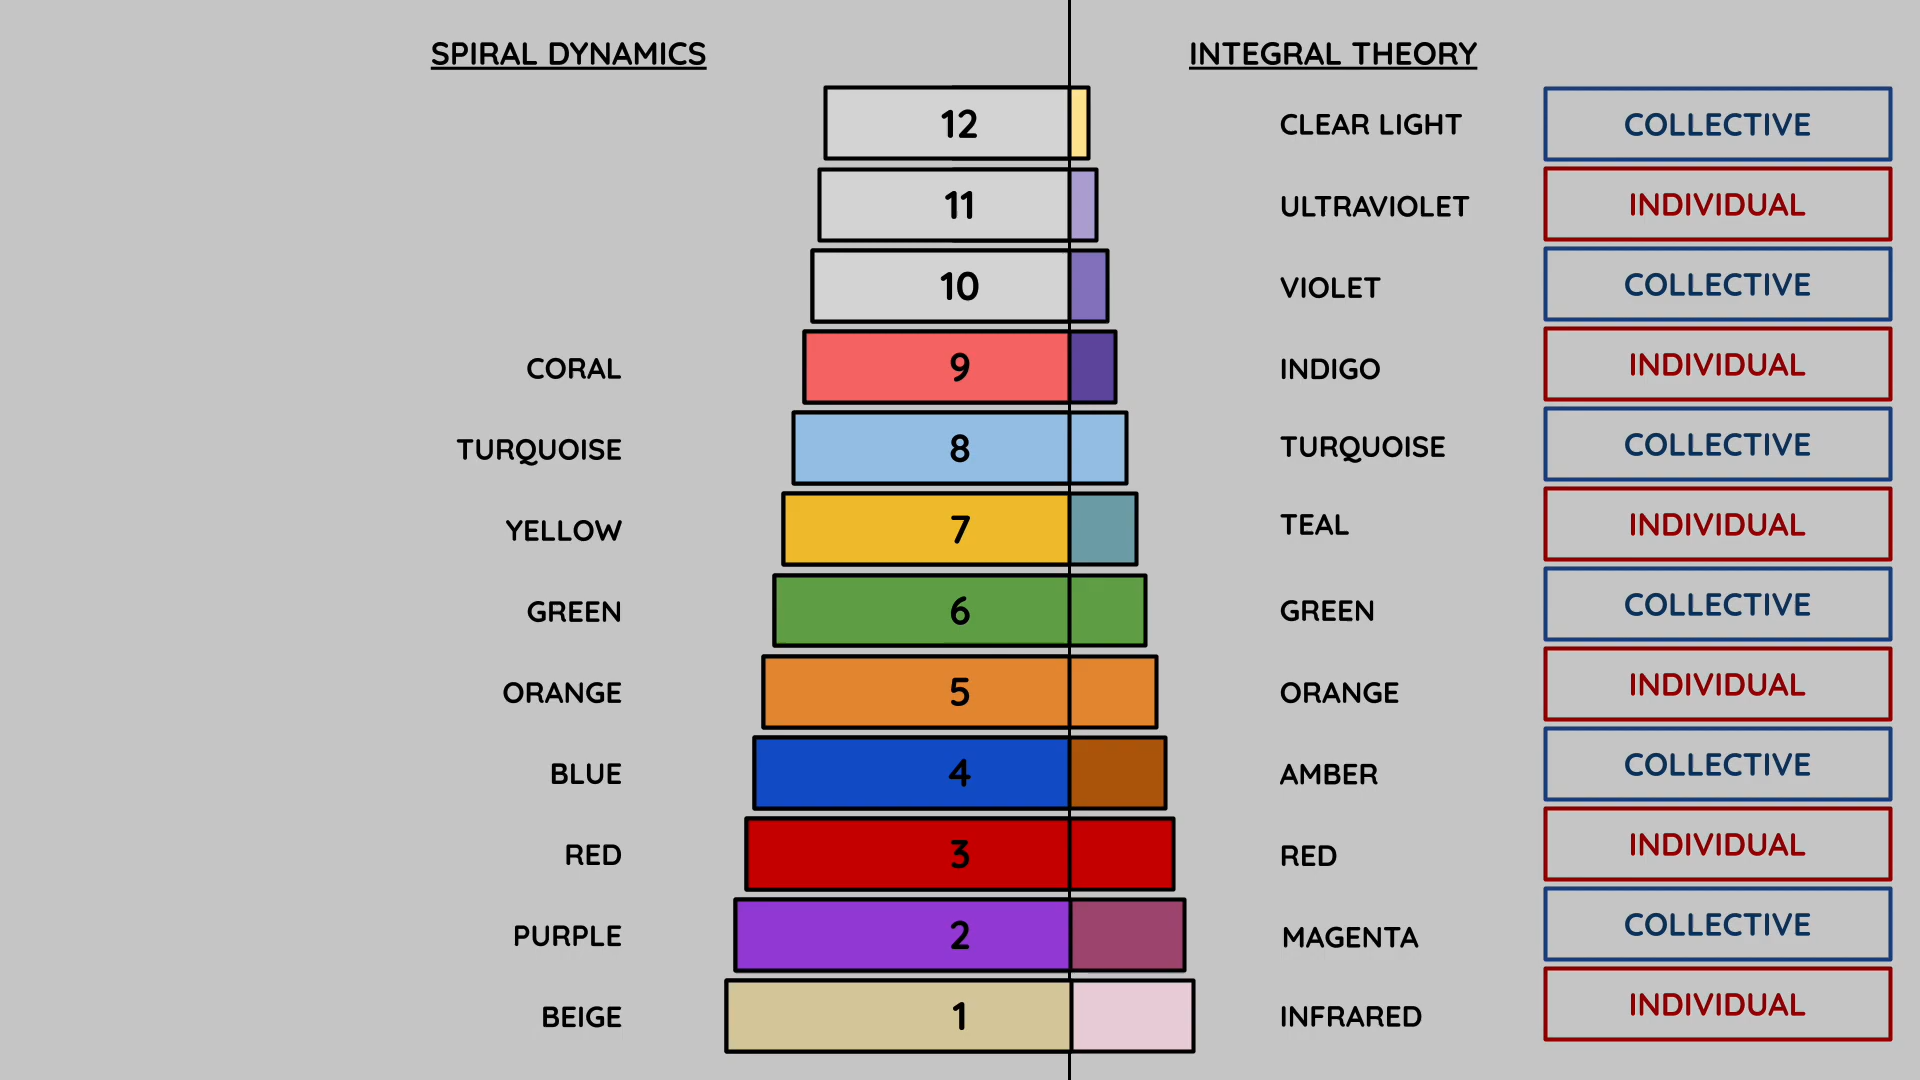 SPIRAL DYNAMICS INTEGRAL THEORY
12 CLEAR LIGHT COLLECTIVE
11 ULTRAVIOLET INDIVIDUAL
10 VIOLET COLLECTIVE
CORAL 9 INDIGO INDIVIDUAL
TURQUOISE 8 TURQUOISE COLLECTIVE
YELLOW 7 TEAL INDIVIDUAL
GREEN 6 GREEN COLLECTIVE
ORANGE 5 ORANGE INDIVIDUAL
BLUE 4 AMBER COLLECTIVE
RED 3 RED INDIVIDUAL
PURPLE 2 MAGENTA COLLECTIVE
BEIGE 1 INFRARED INDIVIDUAL